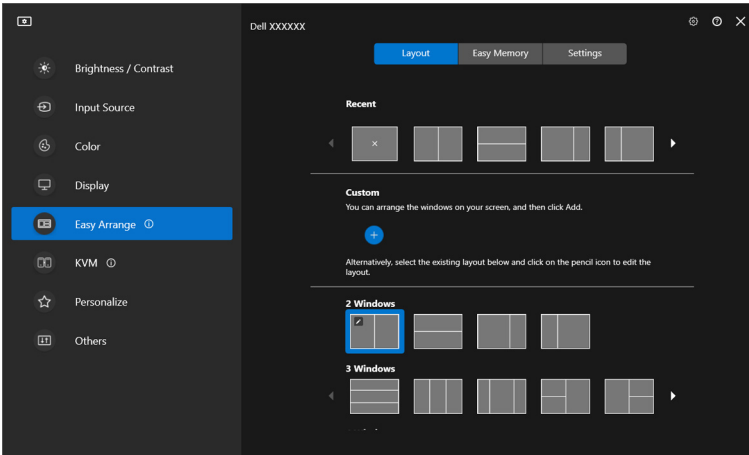 Dell XXXXXX
Layout
Easy Memory
Settings
Brightness / Contrast
Input Source
Color
Display
Easy Arrange
KVM
Personalize
Others
Recent
Custom
You can arrange the windows on your screen, and then click Add.
Alternatively, select the existing layout below and click on the pencil icon to edit the
layout.
2 Windows
3 Windows